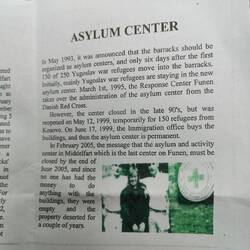 ASYLUM CENTER
In May 1993, it was announced that the barracks should be
organized as asylum centers, and only six days after the first
150 of 250 Yugoslav war refugees move into the barracks.
Initially, mainly Yugoslav war refugees are staying in the new
asylum center. March 1st, 1995, the Response Center Funen
takes over the administration of the asylum center from the
Danish Red Cross.
However, the center closed in the late 90's, but was
reopened on May 12, 1999, temporarily for 150 refugees from
Kosovo. On June 17, 1999, the Immigration office buys the
buildings, and then the asylum center is permanent.
In February 2005, the message that the asylum and activity
center in Middelfart which is the last center on Funen, must be
closed by the end of
June 2005, and since
no one has had the
money to do
anything with the
buildings, they were
empty and the
property deserted for
a couple of years.